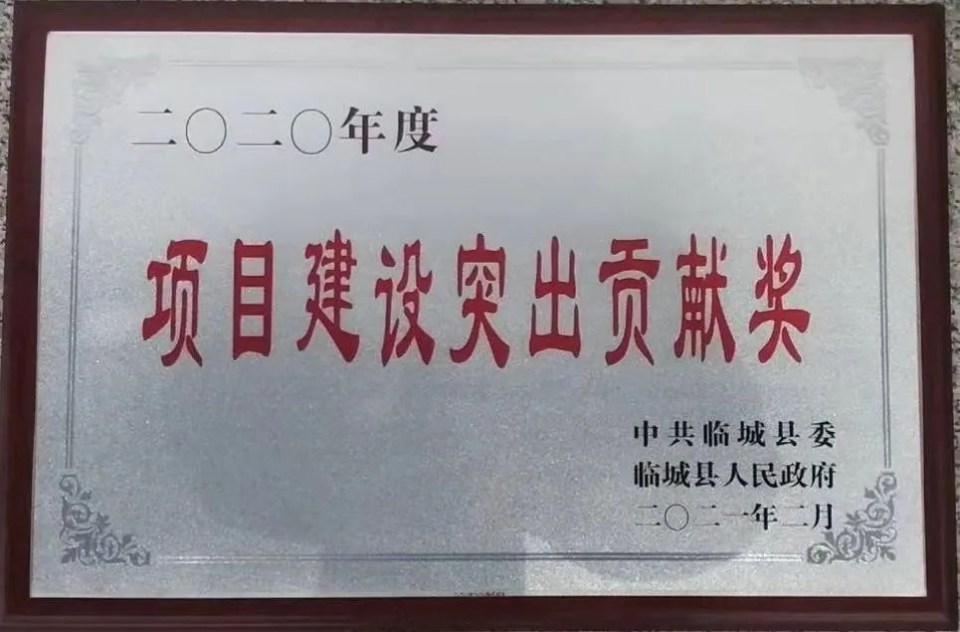 二〇二〇年度
项目建设突出贡献奖
中共临城县委
临城县人民政府
二〇二一年二月